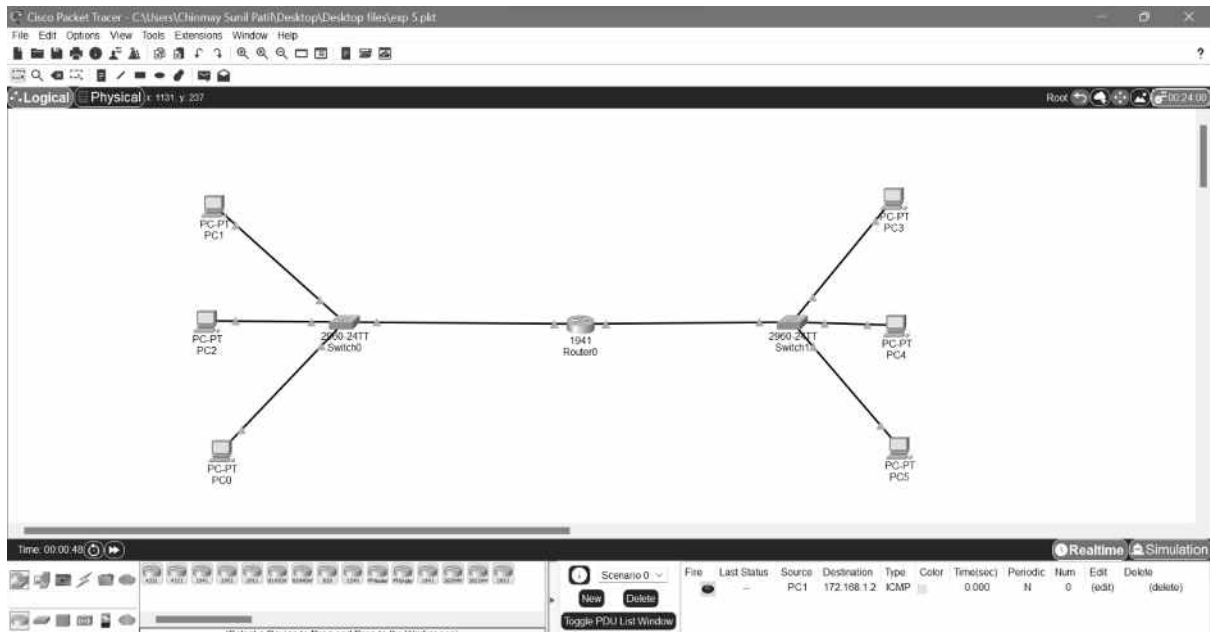 Cisco Packet Tracer - C:\Users\Chinmay Sunil Patil\Desktop\Desktop files\exp 5.pkt
File Edit Options View Tools Extensions Window Help
?
Logical Physical x: 1131 y: 237 Root 00:24:00
PC-PT
PC1
PC-PT
PC3
PC-PT
PC2
2950-24TT
Switch0
1941
Router0
2960-24TT
Switch1
PC-PT
PC4
PC-PT
PC0
PC-PT
PC5
Time: 00:00:48 Realtime Simulation
Scenario 0
New Delete
Toggle PDU List Window
Fire Last Status Source Destination Type Color Time(sec) Periodic Num Edit Delete
-- PC1 172.168.1.2 ICMP 0.000 N 0 (edit) (delete)